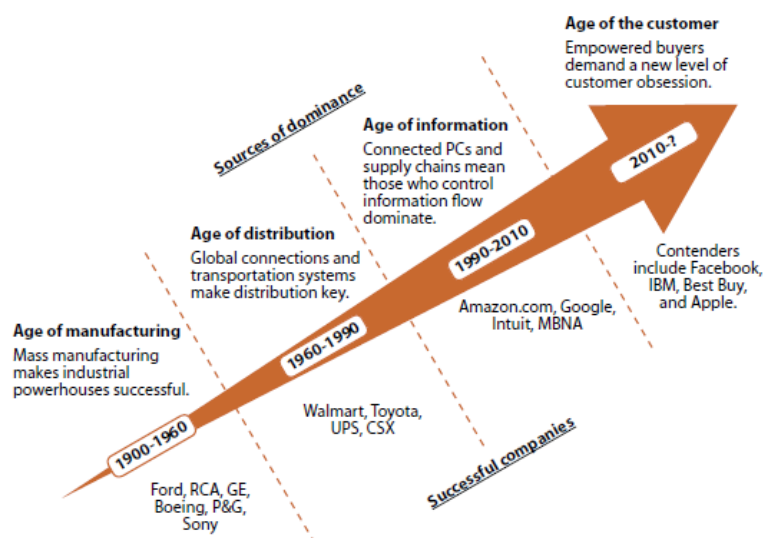 Age of the customer
Empowered buyers
demand a new level of
customer obsession.
Sources of dominance
Age of information
Connected PCs and
supply chains mean
those who control
information flow
dominate.
2010-?
Age of distribution
Global connections and
transportation systems
make distribution key.
1990-2010
Contenders
include Facebook,
IBM, Best Buy,
and Apple.
Amazon.com, Google,
Intuit, MBNA
Age of manufacturing
Mass manufacturing
makes industrial
powerhouses successful.
1960-1990
Walmart, Toyota,
UPS, CSX
1900-1960
Successful companies
Ford, RCA, GE,
Boeing, P&G,
Sony